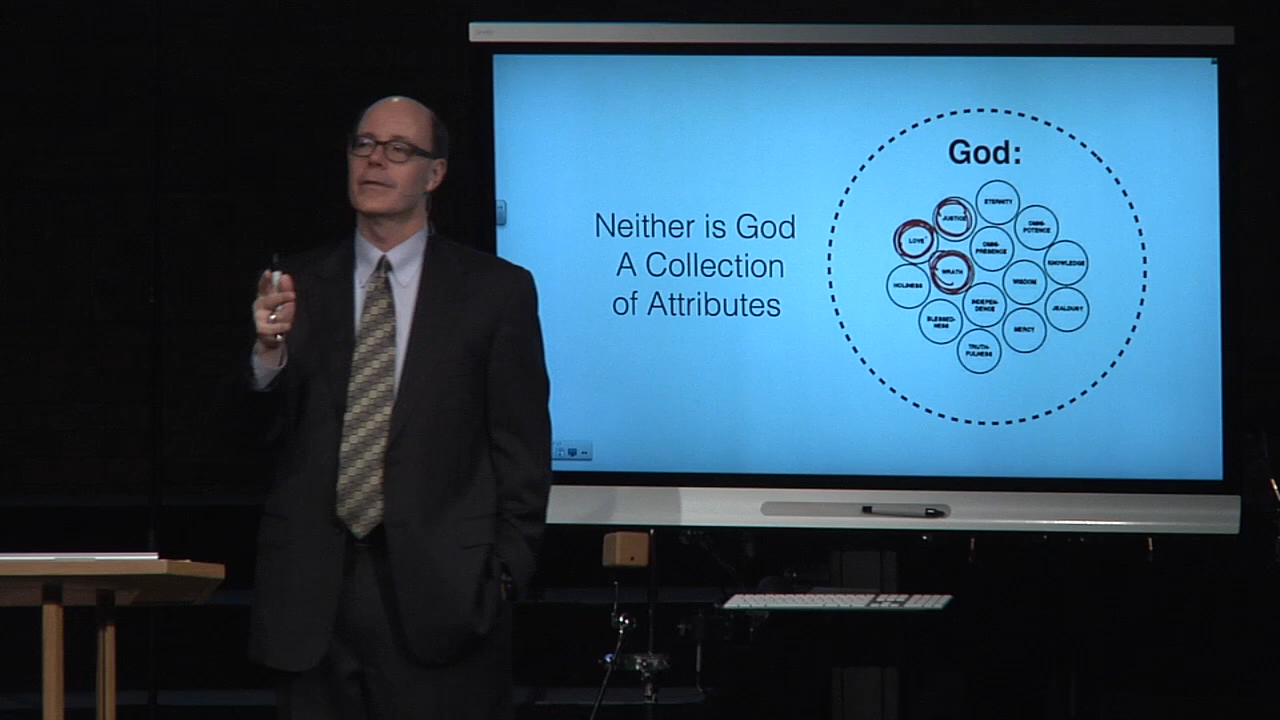 Neither is God
A Collection
of Attributes
God:
ETERNITY
JUSTICE
OMNI-
POTENCE
LOVE
OMNI-
PRESENCE
KNOWLEDGE
WRATH
HOLINESS
WISDOM
INDEPEN-
DENCE
JEALOUSY
BLESSED-
NESS
MERCY
TRUTH-
FULNESS